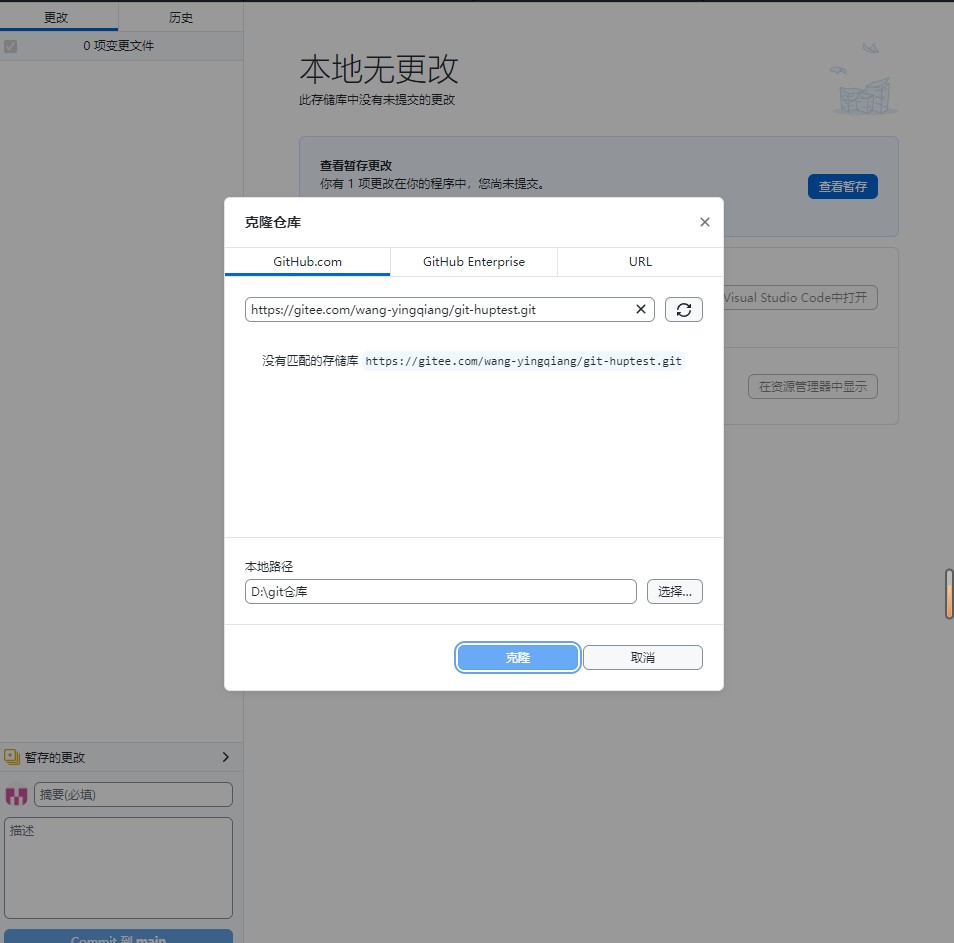 更改
历史
0 项变更文件
本地无更改
此存储库中没有未提交的更改
查看暂存更改
你有 1 项更改在你的程序中，您尚未提交。
查看暂存
克隆仓库
GitHub.com
GitHub Enterprise
URL
Visual Studio Code中打开
https://gitee.com/wang-yingqiang/git-huptest.git
没有匹配的存储库 https://gitee.com/wang-yingqiang/git-huptest.git
在资源管理器中显示
本地路径
D:\git仓库
选择...
克隆
取消
暂存的更改
摘要(必填)
描述
Commit 到 main